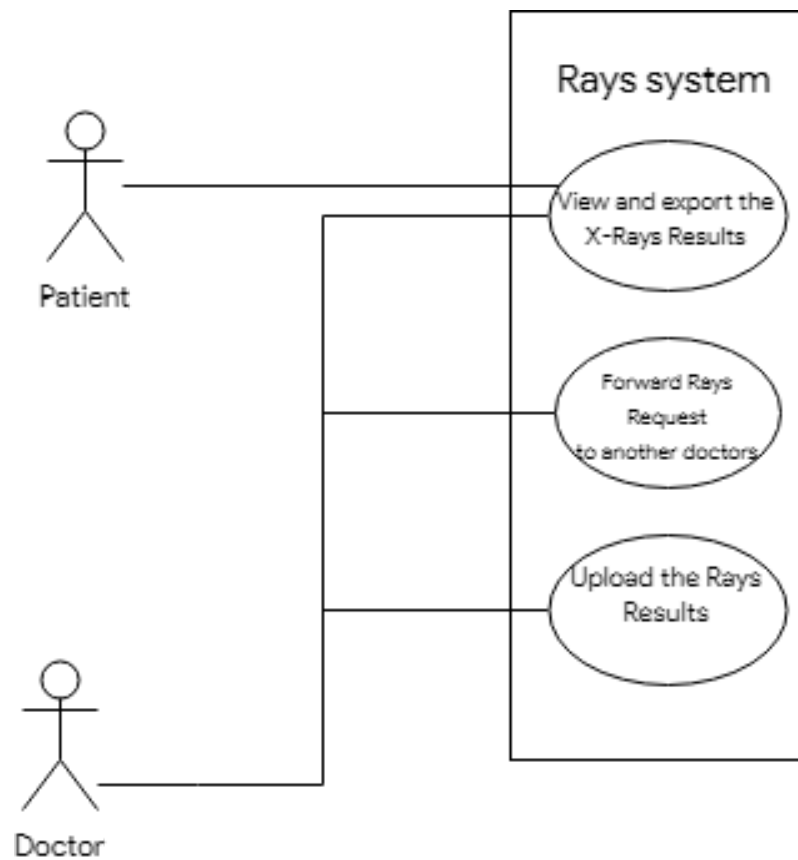 Rays system
View and export the
X-Rays Results
Patient
Forward Rays
Request
to another doctors
Upload the Rays
Results
Doctor